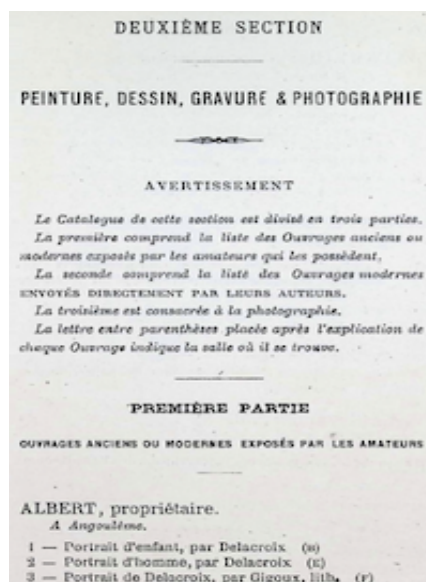 DEUXIÈME SECTION
PEINTURE, DESSIN, GRAVURE & PHOTOGRAPHIE
AVERTISSEMENT
Le Catalogue de cette section est divisé en trois parties.
La première comprend la liste des Ouvrages anciens ou
modernes exposés par les amateurs qui les possèdent.
La seconde comprend la liste des Ouvrages modernes
ENVOYÉS DIRECTEMENT PAR LEURS AUTEURS.
La troisième est consacrée à la photographie.
La lettre entre parenthèses placée après l'explication de
chaque Ouvrage indique la salle où il se trouve.
PREMIÈRE PARTIE
OUVRAGES ANCIENS OU MODERNES EXPOSÉS PAR LES AMATEURS
ALBERT, propriétaire.
A Angoulême.
1 — Portrait d'enfant, par Delacroix (B)
2 — Portrait d'homme, par Delacroix (E)
3 — Portrait de Delacroix, par Gigoux, lith. (F)